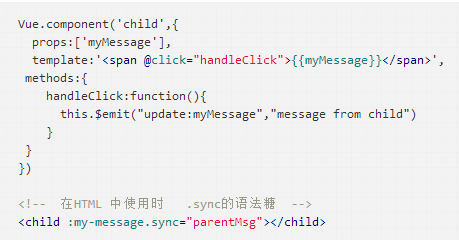 Vue.component('child',{
props:['myMessage'],
template:'<span @click="handleClick">{{myMessage}}</span>',
methods:{
handleClick:function(){
this.$emit("update:myMessage","message from child")
}
}
})
<!-- 在HTML 中使用时 .sync的语法糖 -->
<child :my-message.sync="parentMsg"></child>